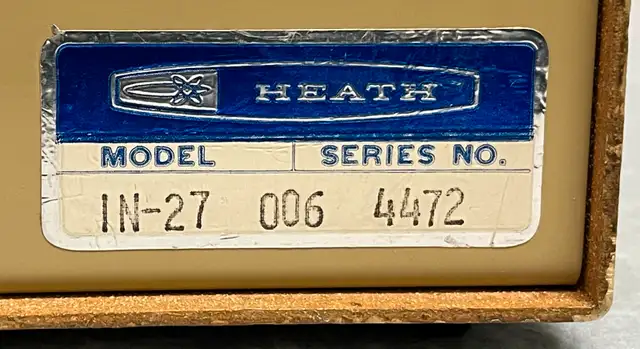 HEATH
MODEL SERIES NO.
IN-27 006 4472